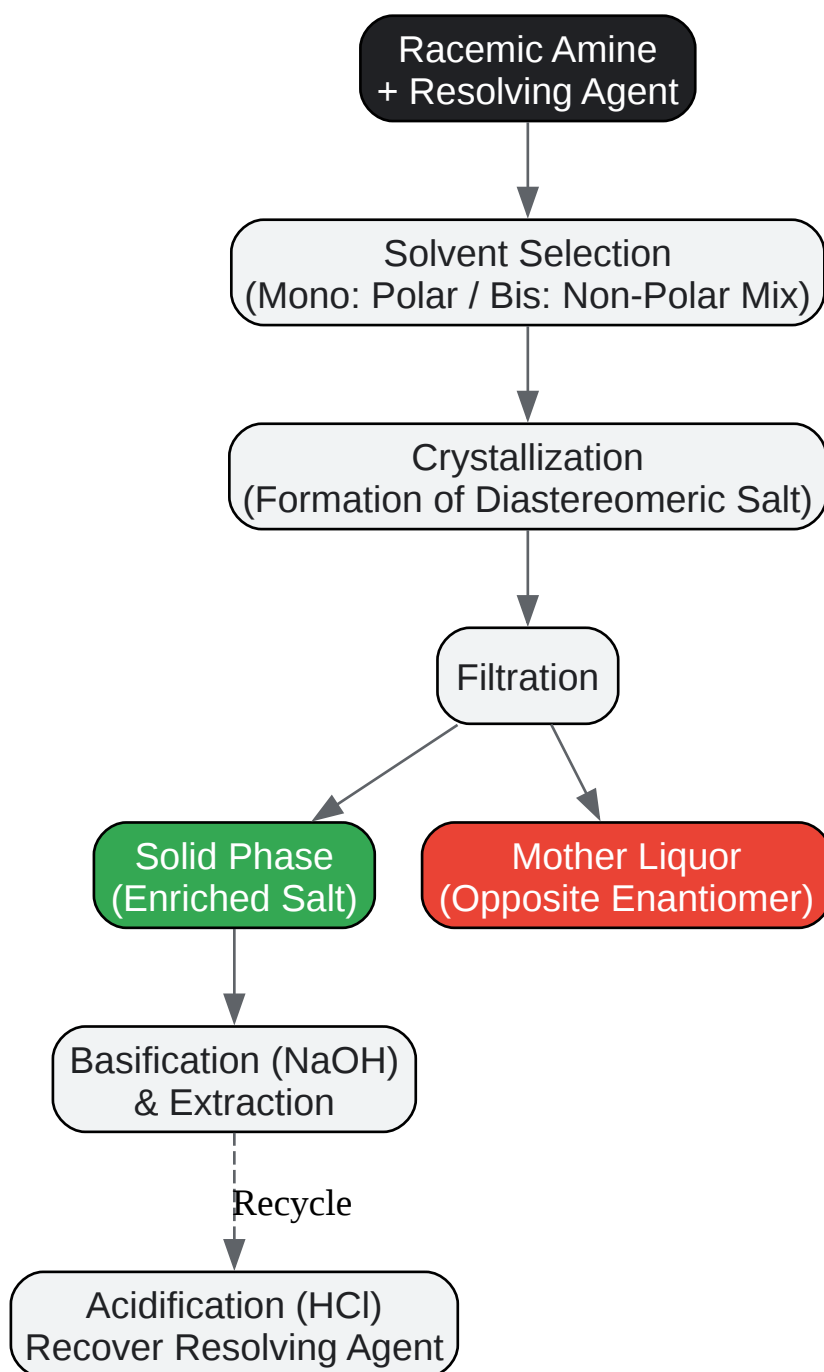 Racemic Amine
+ Resolving Agent
Solvent Selection
(Mono: Polar / Bis: Non-Polar Mix)
Crystallization
(Formation of Diastereomeric Salt)
Filtration
Solid Phase
(Enriched Salt)
Mother Liquor
(Opposite Enantiomer)
Basification (NaOH)
& Extraction
Recycle
Acidification (HCl)
Recover Resolving Agent